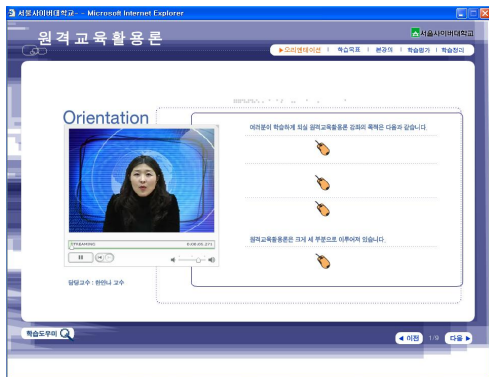 서울사이버대학교- - Microsoft Internet Explorer
원격교육활용론
서울사이버대학교
▶오리엔테이션 | 학습목표 | 본강의 | 학습평가 | 학습정리
Orientation
여러분이 학습하게 되실 원격교육활용론 강좌의 목적은 다음과 같습니다.
원격교육활용론은 크게 세 부분으로 이루어져 있습니다.
담당교수 : 한안나 교수
학습도우미
◀ 이전 1/9 다음 ▶